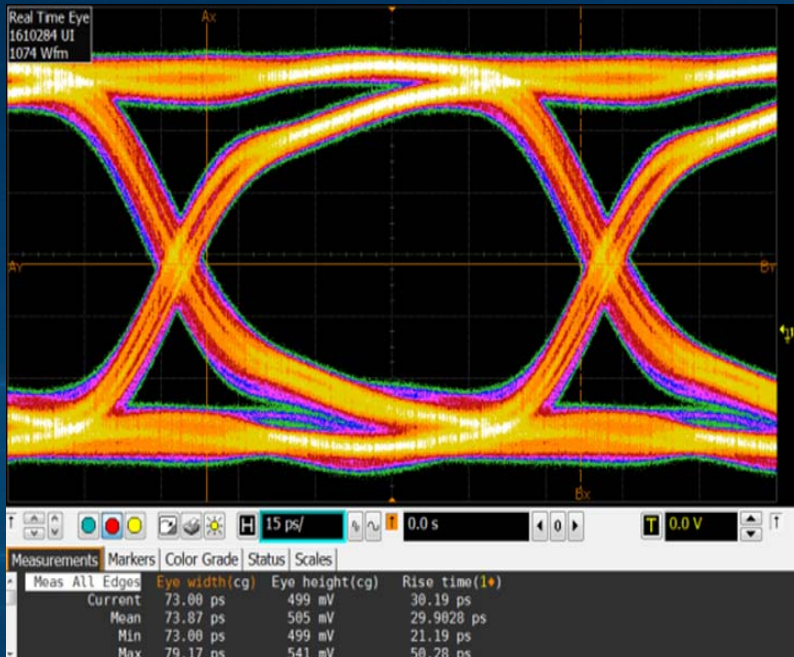 Real Time Eye
1610284 UI
1074 Wfm
Ax
AY
BY
Bx
H 15 ps/ 0.0 s 0 T 0.0 V
Measurements Markers Color Grade Status Scales
Meas All Edges Eye width(cg) Eye height(cg) Rise time(1♦)
Current 73.00 ps 499 mV 30.19 ps
Mean 73.87 ps 505 mV 29.9028 ps
Min 73.00 ps 499 mV 21.19 ps
Max 79.17 ps 541 mV 50.28 ps